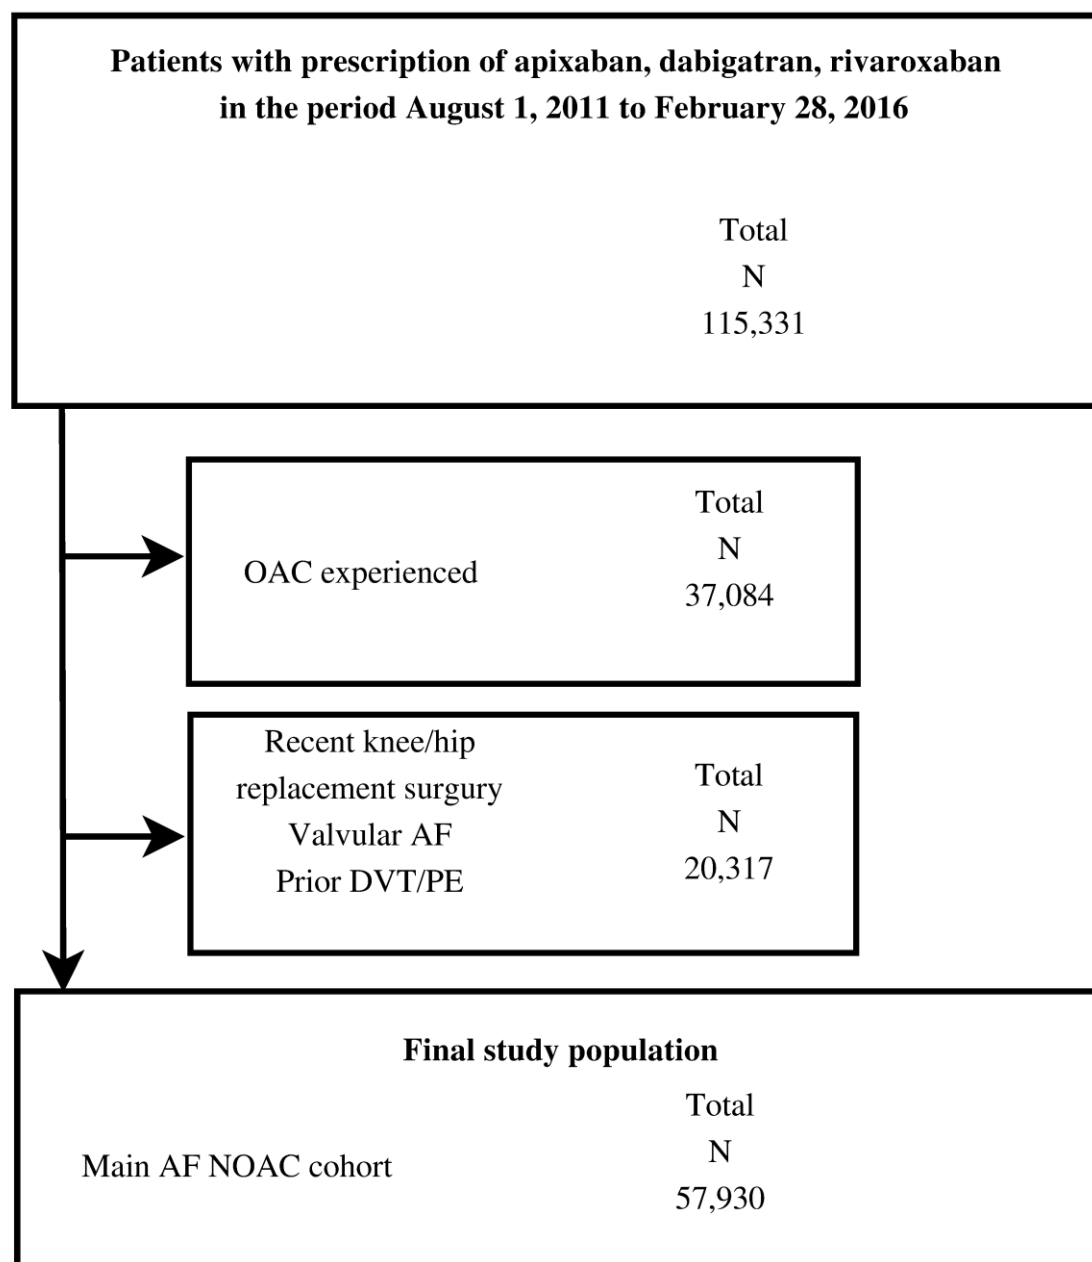 Patients with prescription of apixaban, dabigatran, rivaroxaban
in the period August 1, 2011 to February 28, 2016
Total
N
115,331
OAC experienced
Total
N
37,084
Recent knee/hip
replacement surgury
Valvular AF
Prior DVT/PE
Total
N
20,317
Final study population
Main AF NOAC cohort
Total
N
57,930